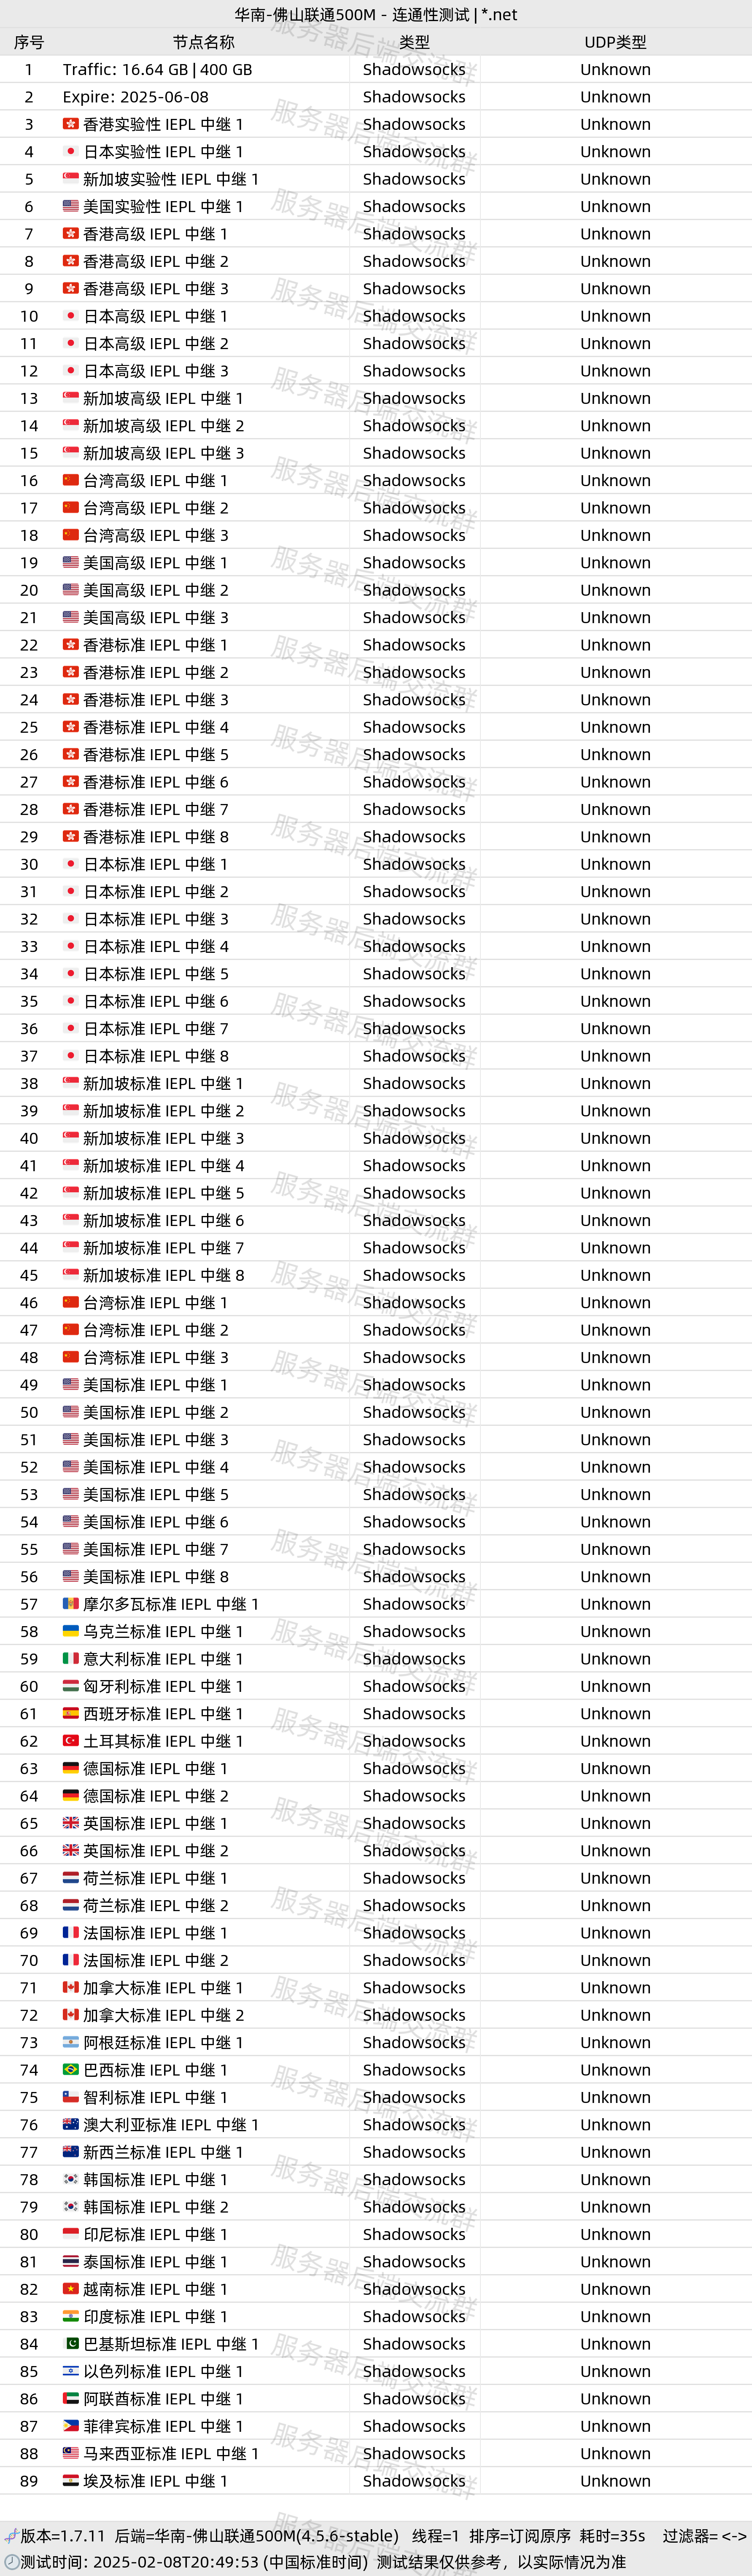 华南-佛山联通500M - 连通性测试 | *.net
序号 节点名称 类型 UDP类型
1 Traffic: 16.64 GB | 400 GB Shadowsocks Unknown
2 Expire: 2025-06-08 Shadowsocks Unknown
3 香港实验性 IEPL 中继 1 Shadowsocks Unknown
4 日本实验性 IEPL 中继 1 Shadowsocks Unknown
5 新加坡实验性 IEPL 中继 1 Shadowsocks Unknown
6 美国实验性 IEPL 中继 1 Shadowsocks Unknown
7 香港高级 IEPL 中继 1 Shadowsocks Unknown
8 香港高级 IEPL 中继 2 Shadowsocks Unknown
9 香港高级 IEPL 中继 3 Shadowsocks Unknown
10 日本高级 IEPL 中继 1 Shadowsocks Unknown
11 日本高级 IEPL 中继 2 Shadowsocks Unknown
12 日本高级 IEPL 中继 3 Shadowsocks Unknown
13 新加坡高级 IEPL 中继 1 Shadowsocks Unknown
14 新加坡高级 IEPL 中继 2 Shadowsocks Unknown
15 新加坡高级 IEPL 中继 3 Shadowsocks Unknown
16 台湾高级 IEPL 中继 1 Shadowsocks Unknown
17 台湾高级 IEPL 中继 2 Shadowsocks Unknown
18 台湾高级 IEPL 中继 3 Shadowsocks Unknown
19 美国高级 IEPL 中继 1 Shadowsocks Unknown
20 美国高级 IEPL 中继 2 Shadowsocks Unknown
21 美国高级 IEPL 中继 3 Shadowsocks Unknown
22 香港标准 IEPL 中继 1 Shadowsocks Unknown
23 香港标准 IEPL 中继 2 Shadowsocks Unknown
24 香港标准 IEPL 中继 3 Shadowsocks Unknown
25 香港标准 IEPL 中继 4 Shadowsocks Unknown
26 香港标准 IEPL 中继 5 Shadowsocks Unknown
27 香港标准 IEPL 中继 6 Shadowsocks Unknown
28 香港标准 IEPL 中继 7 Shadowsocks Unknown
29 香港标准 IEPL 中继 8 Shadowsocks Unknown
30 日本标准 IEPL 中继 1 Shadowsocks Unknown
31 日本标准 IEPL 中继 2 Shadowsocks Unknown
32 日本标准 IEPL 中继 3 Shadowsocks Unknown
33 日本标准 IEPL 中继 4 Shadowsocks Unknown
34 日本标准 IEPL 中继 5 Shadowsocks Unknown
35 日本标准 IEPL 中继 6 Shadowsocks Unknown
36 日本标准 IEPL 中继 7 Shadowsocks Unknown
37 日本标准 IEPL 中继 8 Shadowsocks Unknown
38 新加坡标准 IEPL 中继 1 Shadowsocks Unknown
39 新加坡标准 IEPL 中继 2 Shadowsocks Unknown
40 新加坡标准 IEPL 中继 3 Shadowsocks Unknown
41 新加坡标准 IEPL 中继 4 Shadowsocks Unknown
42 新加坡标准 IEPL 中继 5 Shadowsocks Unknown
43 新加坡标准 IEPL 中继 6 Shadowsocks Unknown
44 新加坡标准 IEPL 中继 7 Shadowsocks Unknown
45 新加坡标准 IEPL 中继 8 Shadowsocks Unknown
46 台湾标准 IEPL 中继 1 Shadowsocks Unknown
47 台湾标准 IEPL 中继 2 Shadowsocks Unknown
48 台湾标准 IEPL 中继 3 Shadowsocks Unknown
49 美国标准 IEPL 中继 1 Shadowsocks Unknown
50 美国标准 IEPL 中继 2 Shadowsocks Unknown
51 美国标准 IEPL 中继 3 Shadowsocks Unknown
52 美国标准 IEPL 中继 4 Shadowsocks Unknown
53 美国标准 IEPL 中继 5 Shadowsocks Unknown
54 美国标准 IEPL 中继 6 Shadowsocks Unknown
55 美国标准 IEPL 中继 7 Shadowsocks Unknown
56 美国标准 IEPL 中继 8 Shadowsocks Unknown
57 摩尔多瓦标准 IEPL 中继 1 Shadowsocks Unknown
58 乌克兰标准 IEPL 中继 1 Shadowsocks Unknown
59 意大利标准 IEPL 中继 1 Shadowsocks Unknown
60 匈牙利标准 IEPL 中继 1 Shadowsocks Unknown
61 西班牙标准 IEPL 中继 1 Shadowsocks Unknown
62 土耳其标准 IEPL 中继 1 Shadowsocks Unknown
63 德国标准 IEPL 中继 1 Shadowsocks Unknown
64 德国标准 IEPL 中继 2 Shadowsocks Unknown
65 英国标准 IEPL 中继 1 Shadowsocks Unknown
66 英国标准 IEPL 中继 2 Shadowsocks Unknown
67 荷兰标准 IEPL 中继 1 Shadowsocks Unknown
68 荷兰标准 IEPL 中继 2 Shadowsocks Unknown
69 法国标准 IEPL 中继 1 Shadowsocks Unknown
70 法国标准 IEPL 中继 2 Shadowsocks Unknown
71 加拿大标准 IEPL 中继 1 Shadowsocks Unknown
72 加拿大标准 IEPL 中继 2 Shadowsocks Unknown
73 阿根廷标准 IEPL 中继 1 Shadowsocks Unknown
74 巴西标准 IEPL 中继 1 Shadowsocks Unknown
75 智利标准 IEPL 中继 1 Shadowsocks Unknown
76 澳大利亚标准 IEPL 中继 1 Shadowsocks Unknown
77 新西兰标准 IEPL 中继 1 Shadowsocks Unknown
78 韩国标准 IEPL 中继 1 Shadowsocks Unknown
79 韩国标准 IEPL 中继 2 Shadowsocks Unknown
80 印尼标准 IEPL 中继 1 Shadowsocks Unknown
81 泰国标准 IEPL 中继 1 Shadowsocks Unknown
82 越南标准 IEPL 中继 1 Shadowsocks Unknown
83 印度标准 IEPL 中继 1 Shadowsocks Unknown
84 巴基斯坦标准 IEPL 中继 1 Shadowsocks Unknown
85 以色列标准 IEPL 中继 1 Shadowsocks Unknown
86 阿联酋标准 IEPL 中继 1 Shadowsocks Unknown
87 菲律宾标准 IEPL 中继 1 Shadowsocks Unknown
88 马来西亚标准 IEPL 中继 1 Shadowsocks Unknown
89 埃及标准 IEPL 中继 1 Shadowsocks Unknown
版本=1.7.11 后端=华南-佛山联通500M(4.5.6-stable) 线程=1 排序=订阅原序 耗时=35s 过滤器= <->
测试时间: 2025-02-08T20:49:53 (中国标准时间) 测试结果仅供参考，以实际情况为准
服务器后端交流群